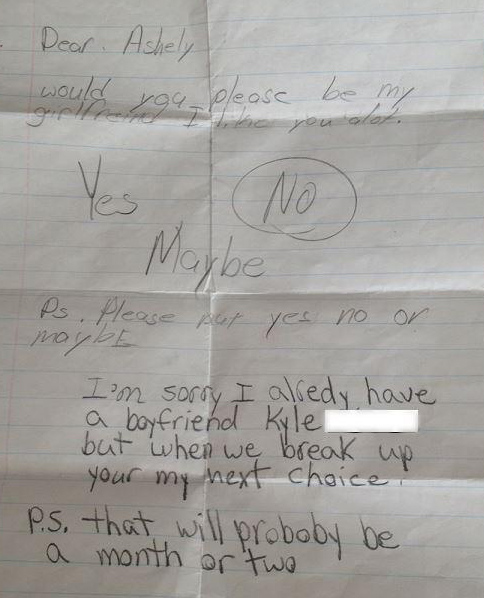 Dear. Ashely
would you please be my
girlfreind I like you alot.
Yes
NO
Maybe
Ps. Please put yes no or
maybE
I'm sorry I alredy have
a boyfriend Kyle
but when we break up
your my next choice.
P.S. that will proboby be
a month or two